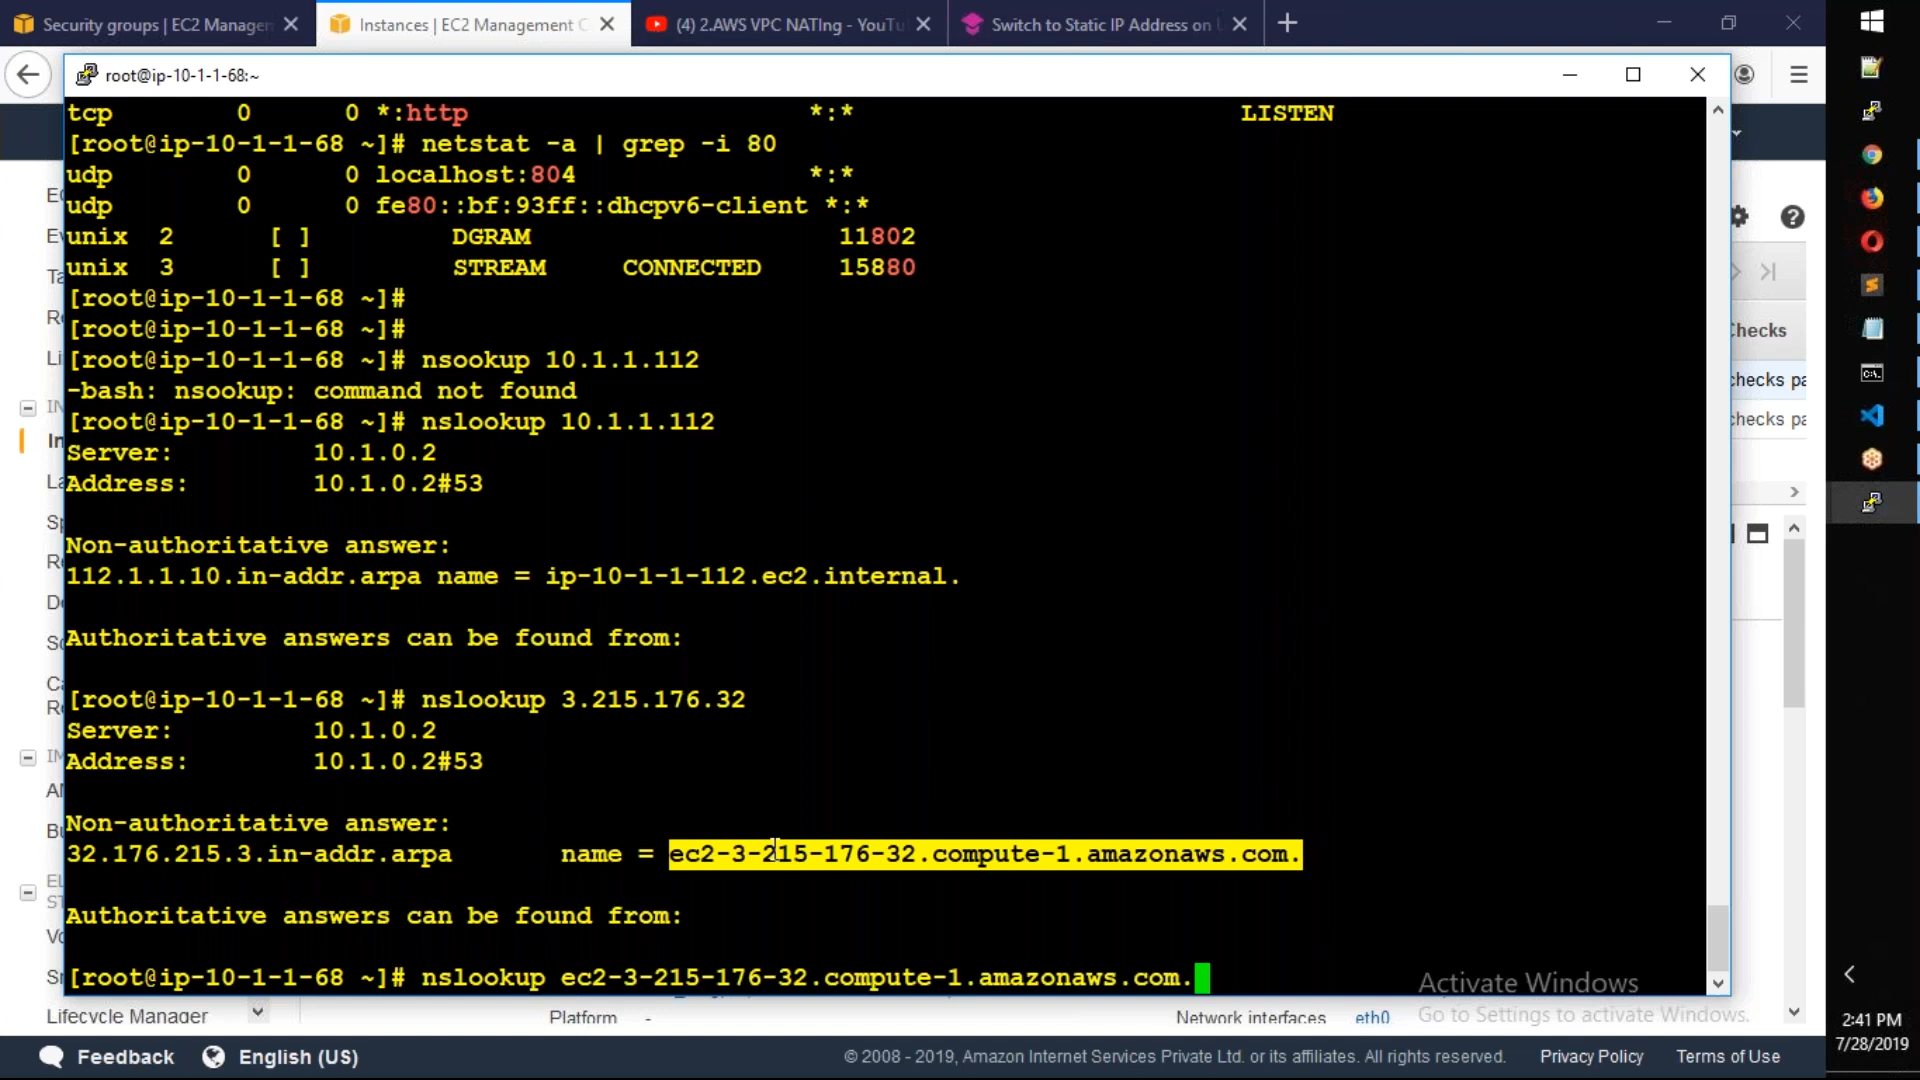 Security groups | EC2 Manager
Instances | EC2 Management C
(4) 2.AWS VPC NATIng - YouTu
Switch to Static IP Address on
root@ip-10-1-1-68:~
tcp 0 0 *:http *:* LISTEN
[root@ip-10-1-1-68 ~]# netstat -a | grep -i 80
udp 0 0 localhost:804 *:*
udp 0 0 fe80::bf:93ff::dhcpv6-client *:*
unix 2 [ ] DGRAM 11802
unix 3 [ ] STREAM CONNECTED 15880
[root@ip-10-1-1-68 ~]#
[root@ip-10-1-1-68 ~]#
[root@ip-10-1-1-68 ~]# nsookup 10.1.1.112
-bash: nsookup: command not found
[root@ip-10-1-1-68 ~]# nslookup 10.1.1.112
Server: 10.1.0.2
Address: 10.1.0.2#53
Non-authoritative answer:
112.1.1.10.in-addr.arpa name = ip-10-1-1-112.ec2.internal.
Authoritative answers can be found from:
[root@ip-10-1-1-68 ~]# nslookup 3.215.176.32
Server: 10.1.0.2
Address: 10.1.0.2#53
Non-authoritative answer:
32.176.215.3.in-addr.arpa name = ec2-3-215-176-32.compute-1.amazonaws.com.
Authoritative answers can be found from:
[root@ip-10-1-1-68 ~]# nslookup ec2-3-215-176-32.compute-1.amazonaws.com.
Checks
checks pa
checks pa
Activate Windows
Go to Settings to activate Windows.
Lifecycle Manager
Platform -
Network interfaces eth0
Feedback
English (US)
© 2008 - 2019, Amazon Internet Services Private Ltd. or its affiliates. All rights reserved.
Privacy Policy
Terms of Use
2:41 PM
7/28/2019